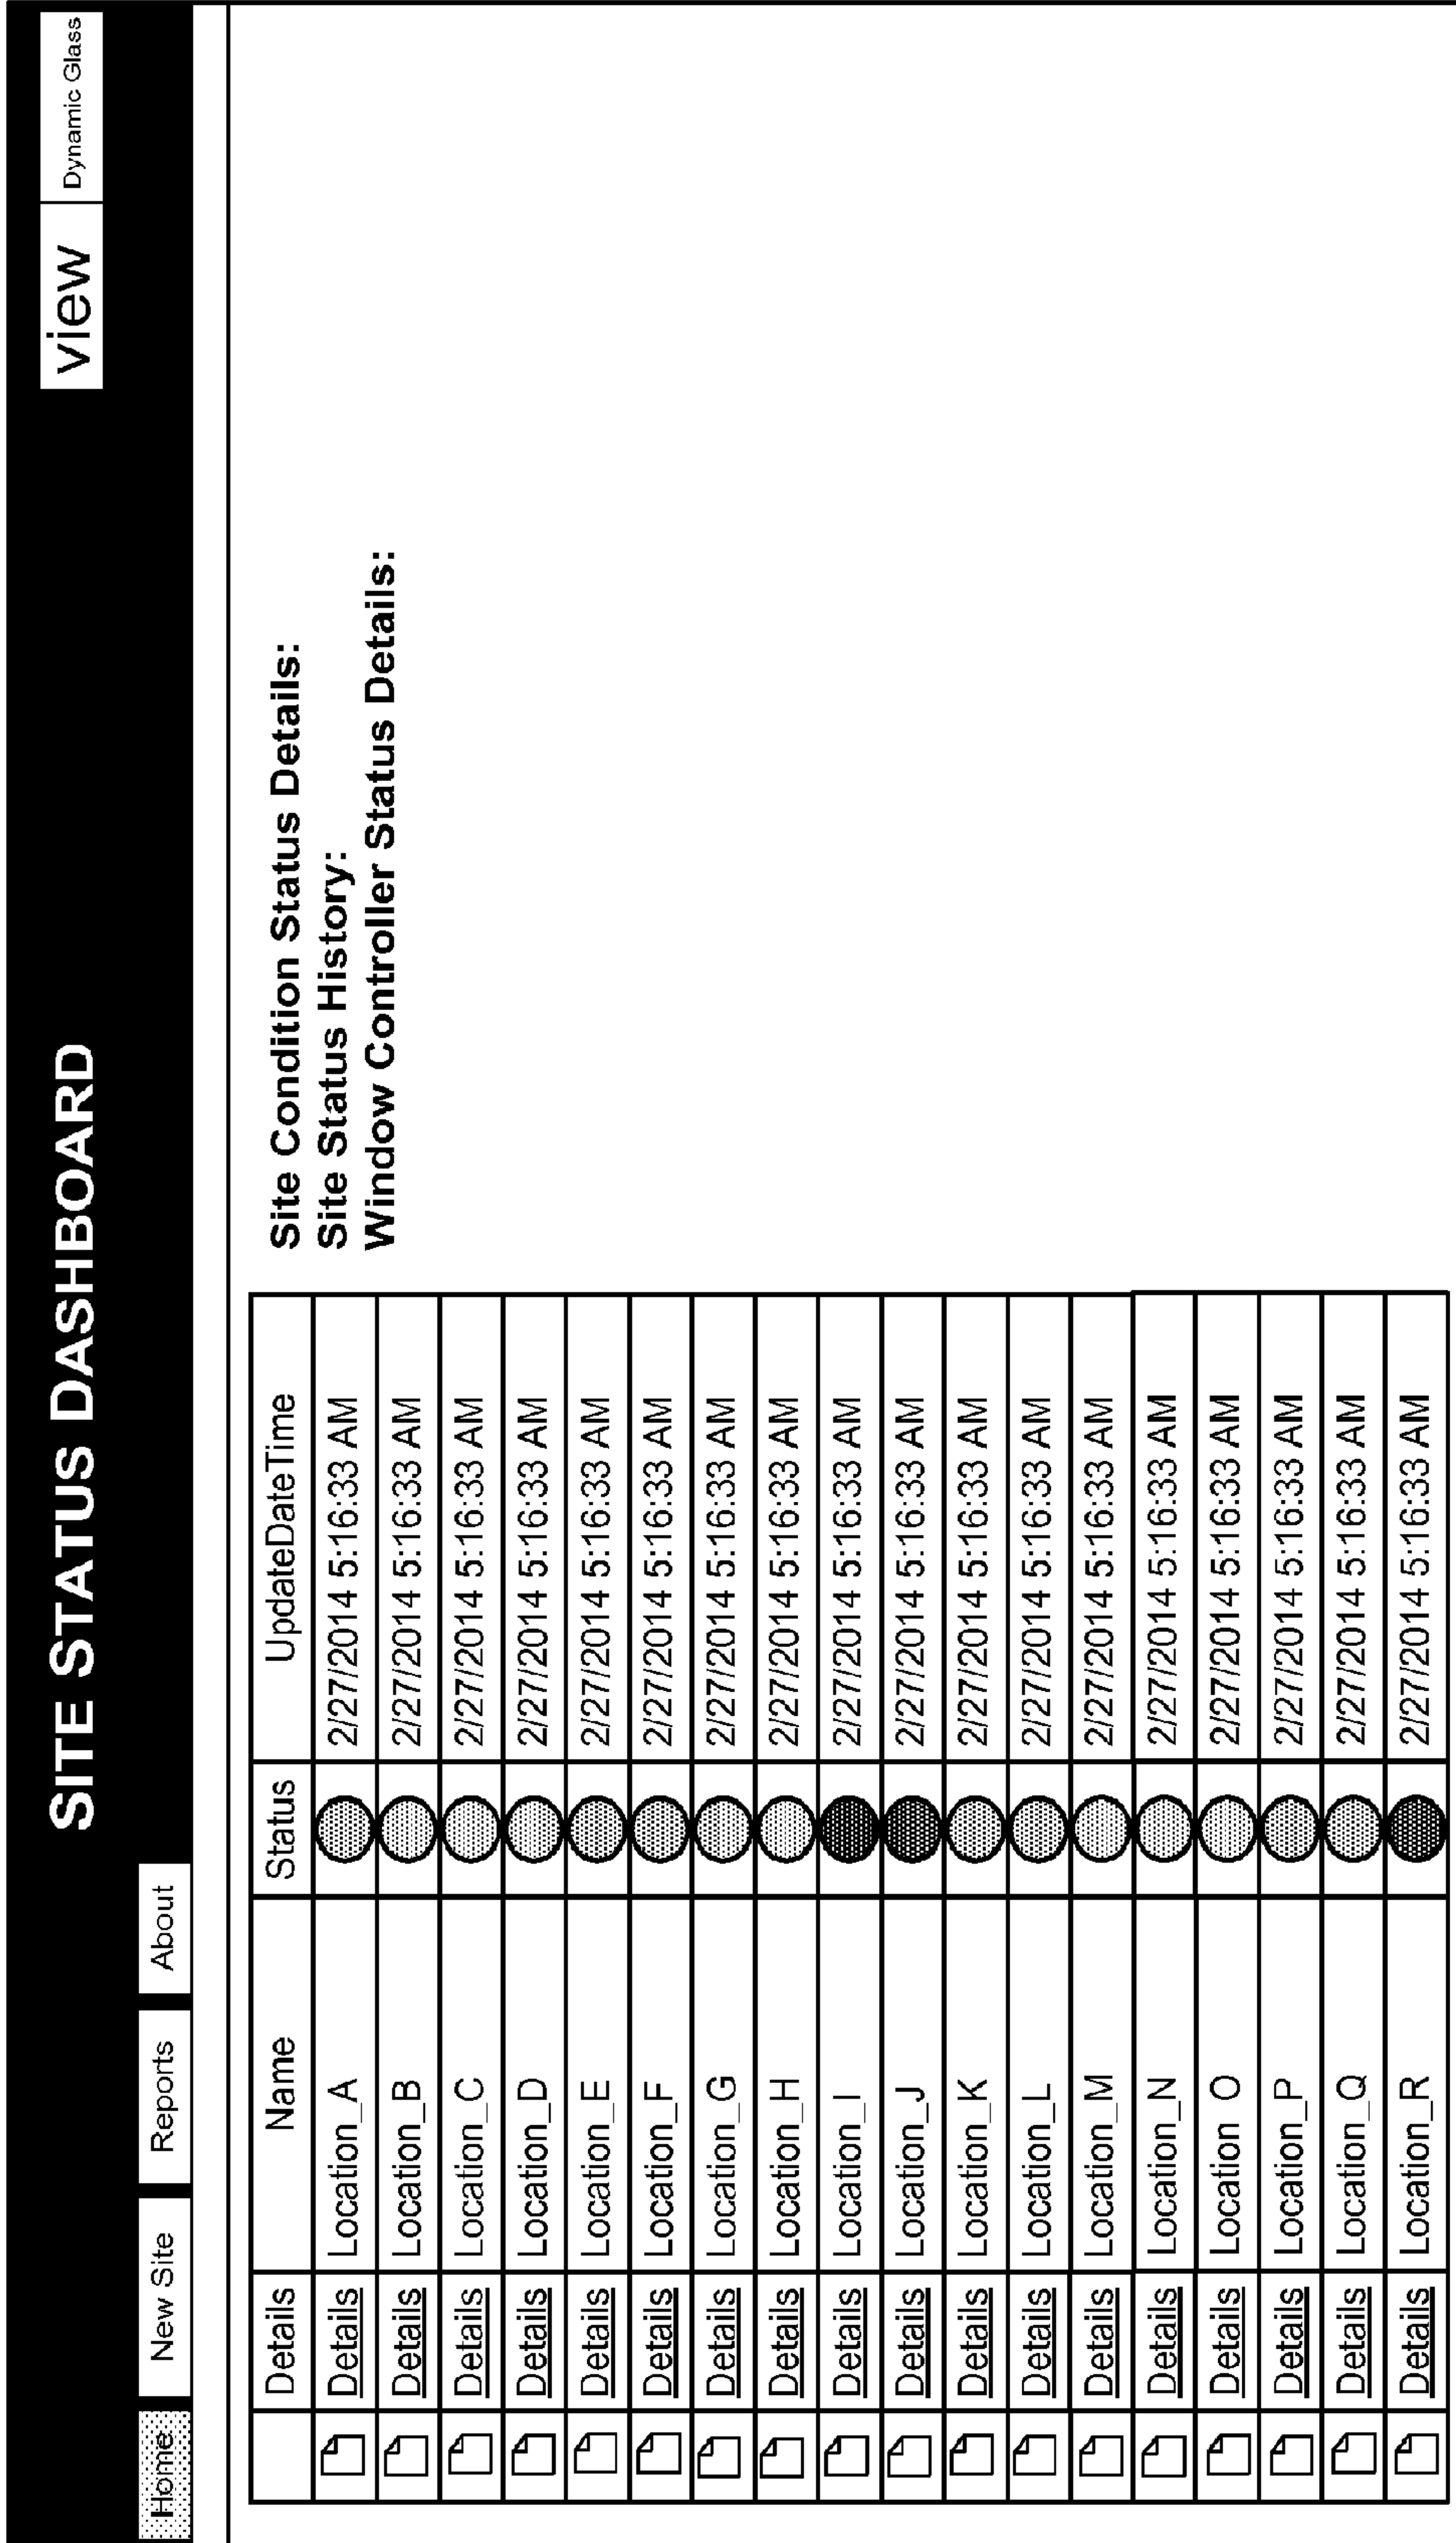 SITE STATUS DASHBOARD
view Dynamic Glass
Home New Site Reports About
Details Name Status UpdateDateTime
Details Location_A 2/27/2014 5:16:33 AM
Details Location_B 2/27/2014 5:16:33 AM
Details Location_C 2/27/2014 5:16:33 AM
Details Location_D 2/27/2014 5:16:33 AM
Details Location_E 2/27/2014 5:16:33 AM
Details Location_F 2/27/2014 5:16:33 AM
Details Location_G 2/27/2014 5:16:33 AM
Details Location_H 2/27/2014 5:16:33 AM
Details Location_I 2/27/2014 5:16:33 AM
Details Location_J 2/27/2014 5:16:33 AM
Details Location_K 2/27/2014 5:16:33 AM
Details Location_L 2/27/2014 5:16:33 AM
Details Location_M 2/27/2014 5:16:33 AM
Details Location_N 2/27/2014 5:16:33 AM
Details Location O 2/27/2014 5:16:33 AM
Details Location_P 2/27/2014 5:16:33 AM
Details Location_Q 2/27/2014 5:16:33 AM
Details Location_R 2/27/2014 5:16:33 AM
Site Condition Status Details:
Site Status History:
Window Controller Status Details: